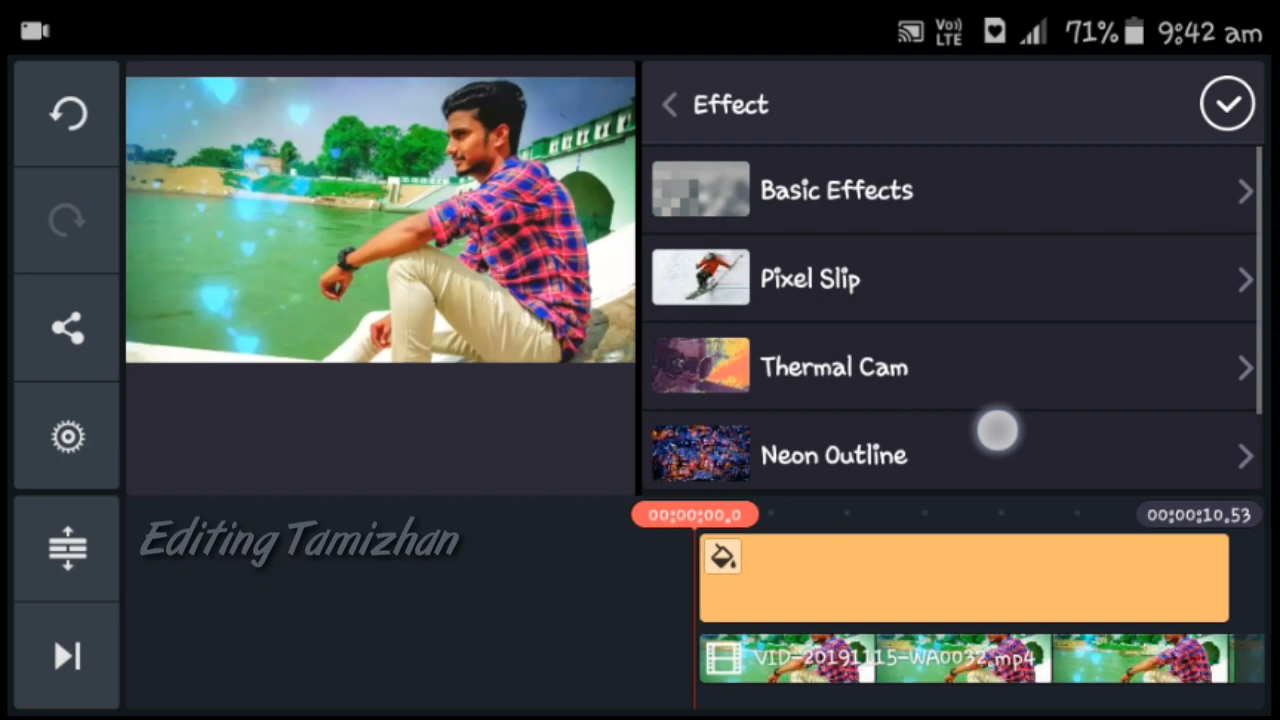 Vo))
LTE
71%
9:42 am
Effect
Basic Effects
Pixel Slip
Thermal Cam
Neon Outline
00:00:00.0
00:00:10.53
Editing Tamizhan
VID-20191115-WA0032.mp4